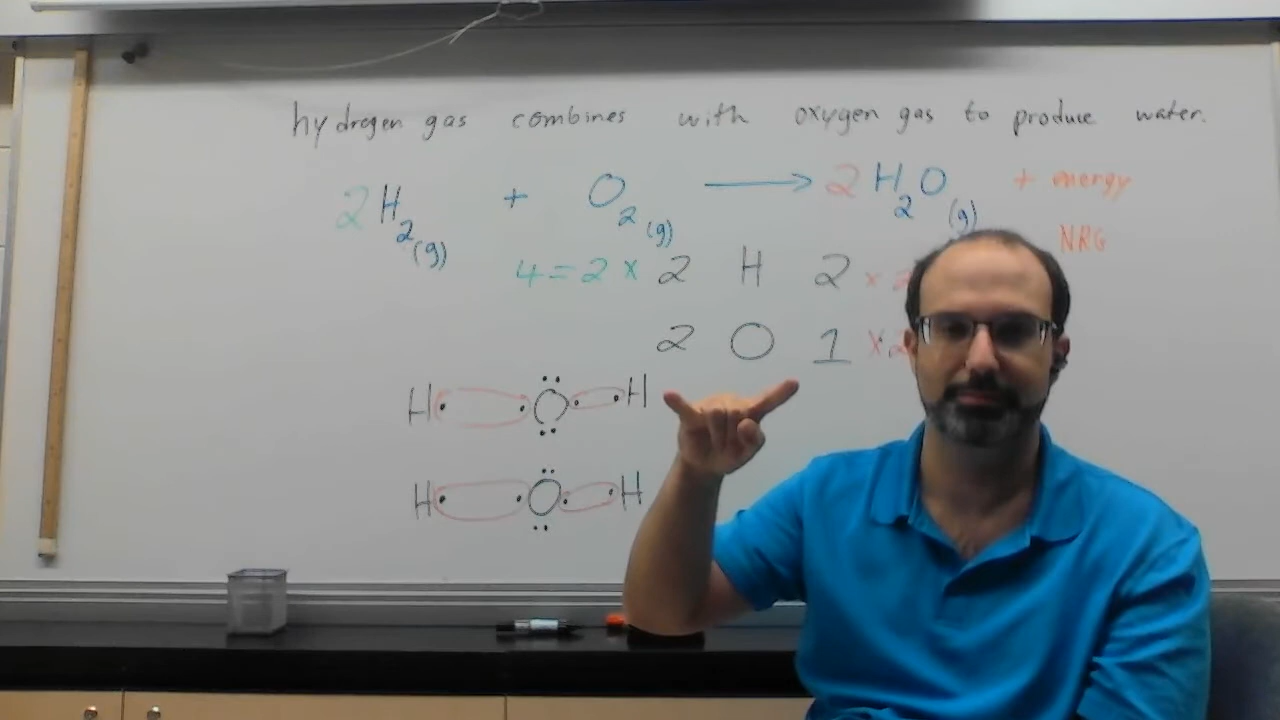 hydrogen gas combines with oxygen gas to produce water.
2H2(g) + O2(g) → 2H2O(g) + energy
NRG
4 = 2 x 2 H 2 x
2 O 1 x2
H O H
H O H